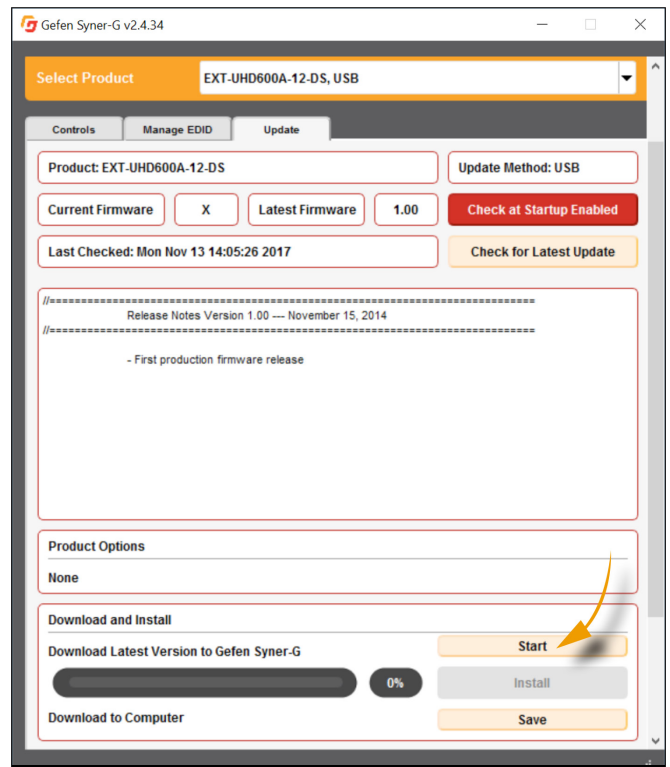 Gefen Syner-G v2.4.34
Select Product EXT-UHD600A-12-DS, USB
Controls Manage EDID Update
Product: EXT-UHD600A-12-DS Update Method: USB
Current Firmware X Latest Firmware 1.00 Check at Startup Enabled
Last Checked: Mon Nov 13 14:05:26 2017 Check for Latest Update
//=============================================================================
Release Notes Version 1.00 --- November 15, 2014
//=============================================================================
- First production firmware release
Product Options
None
Download and Install
Download Latest Version to Gefen Syner-G Start
0% Install
Download to Computer Save